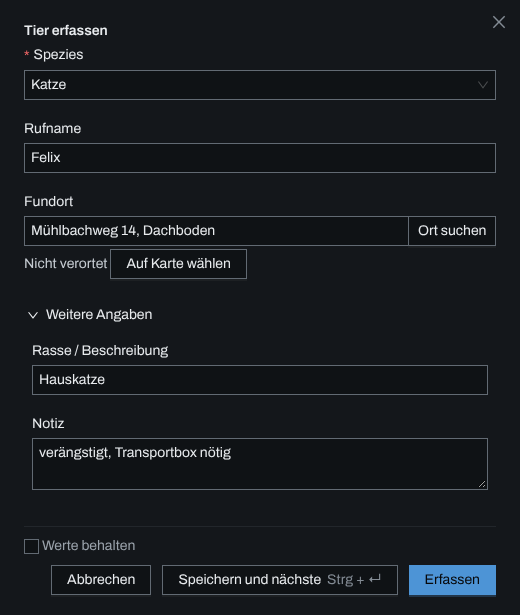 Tier erfassen
* Spezies
Katze
Rufname
Felix
Fundort
Mühlbachweg 14, Dachboden
Ort suchen
Nicht verortet
Auf Karte wählen
Weitere Angaben
Rasse / Beschreibung
Hauskatze
Notiz
verängstigt, Transportbox nötig
Werte behalten
Abbrechen
Speichern und nächste Strg + ↵
Erfassen